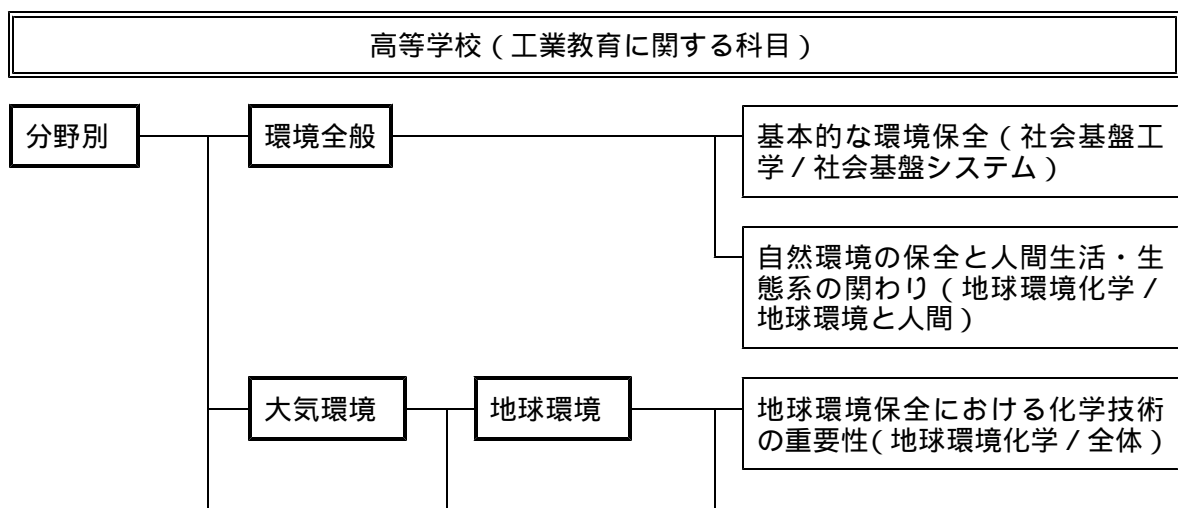 高等学校（工業教育に関する科目）
分野別
環境全般
基本的な環境保全（社会基盤工
学／社会基盤システム）
自然環境の保全と人間生活・生
態系の関わり（地球環境化学／
地球環境と人間）
大気環境
地球環境
地球環境保全における化学技術
の重要性（地球環境化学／全体）